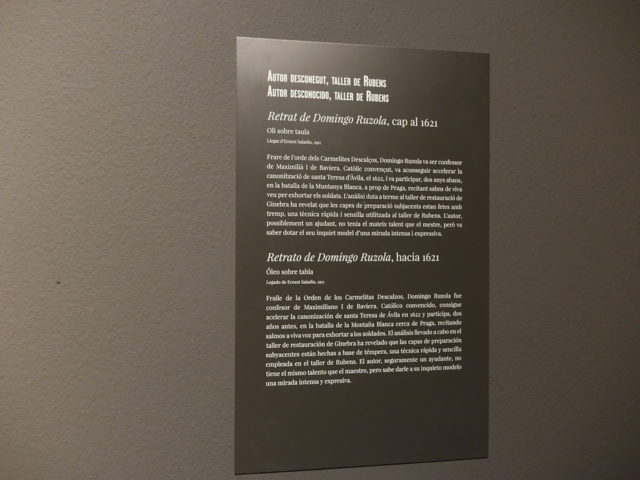 Autor desconegut, taller de Rubens
Autor desconocido, taller de Rubens
Retrat de Domingo Ruzola, cap al 1621
Oli sobre taula
Llegat d'Ernest Saladin, 1911
Frare de l'orde dels Carmelites Descalços, Domingo Ruzola va ser confessor
de Maximilià I de Baviera. Catòlic convençut, va aconseguir accelerar la
canonització de santa Teresa d'Àvila, el 1622, i va participar, dos anys abans,
en la batalla de la Muntanya Blanca, a prop de Praga, recitant salms de viva
veu per exhortar els soldats. L'anàlisi duta a terme al taller de restauració de
Ginebra ha revelat que les capes de preparació subjacents estan fetes amb
tremp, una tècnica ràpida i senzilla utilitzada al taller de Rubens. L'autor,
possiblement un ajudant, no tenia el mateix talent que el mestre, però va
saber dotar el seu inquiet model d'una mirada intensa i expressiva.
Retrato de Domingo Ruzola, hacia 1621
Óleo sobre tabla
Legado de Ernest Saladin, 1911
Fraile de la Orden de los Carmelitas Descalzos, Domingo Ruzola fue
confesor de Maximiliano I de Baviera. Católico convencido, consigue
acelerar la canonización de santa Teresa de Ávila en 1622 y participa, dos
años antes, en la batalla de la Montaña Blanca cerca de Praga, recitando
salmos a viva voz para exhortar a los soldados. El análisis llevado a cabo en el
taller de restauración de Ginebra ha revelado que las capas de preparación
subyacentes están hechas a base de témpera, una técnica rápida y sencilla
empleada en el taller de Rubens. El autor, seguramente un ayudante, no
tiene el mismo talento que el maestro, pero sabe darle a su inquieto modelo
una mirada intensa y expresiva.